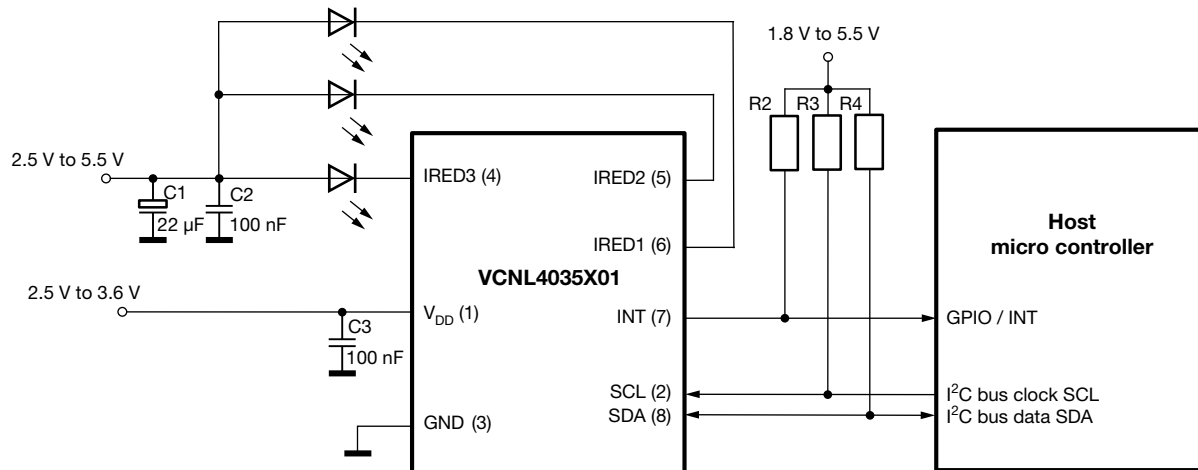 1.8 V to 5.5 V
R2 R3 R4
2.5 V to 5.5 V
C1
22 µF
C2
100 nF
IRED3 (4)
IRED2 (5)
IRED1 (6)
VCNL4035X01
2.5 V to 3.6 V
C3
100 nF
VDD (1)
INT (7)
GND (3)
SCL (2)
SDA (8)
Host
micro controller
GPIO / INT
I²C bus clock SCL
I²C bus data SDA